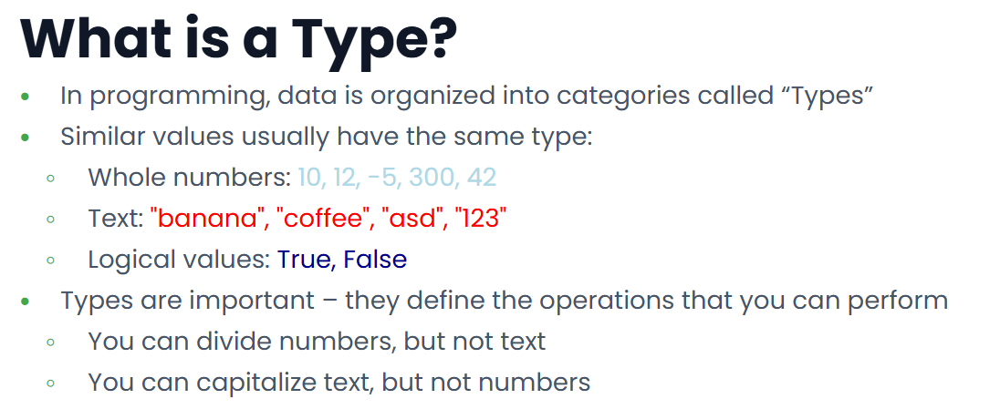 What is a Type?
• In programming, data is organized into categories called “Types”
• Similar values usually have the same type:
○ Whole numbers: 10, 12, -5, 300, 42
○ Text: "banana", "coffee", "asd", "123"
○ Logical values: True, False
• Types are important – they define the operations that you can perform
○ You can divide numbers, but not text
○ You can capitalize text, but not numbers